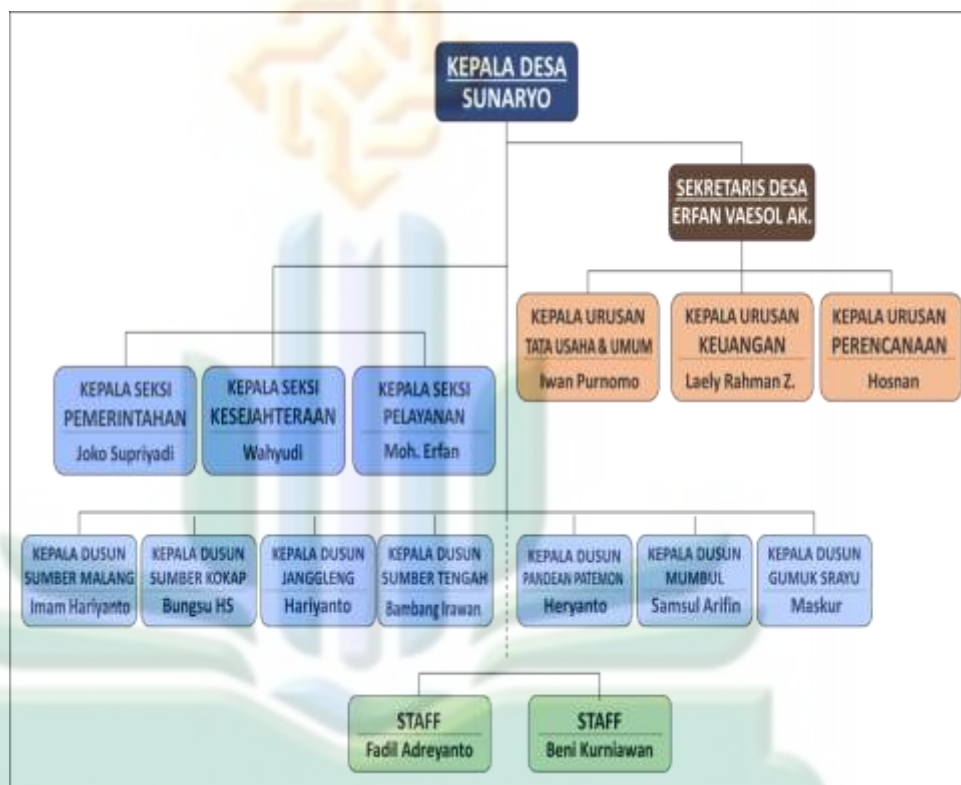 KEPALA DESA
SUNARYO
SEKRETARIS DESA
ERFAN VAESOL AK.
KEPALA URUSAN
TATA USAHA & UMUM
Iwan Purnomo
KEPALA URUSAN
KEUANGAN
Laely Rahman Z.
KEPALA URUSAN
PERENCANAAN
Hosnan
KEPALA SEKSI
PEMERINTAHAN
Joko Supriyadi
KEPALA SEKSI
KESEJAHTERAAN
Wahyudi
KEPALA SEKSI
PELAYANAN
Moh. Erfan
KEPALA DUSUN
SUMBER MALANG
Imam Hariyanto
KEPALA DUSUN
SUMBER KOKAP
Bungsu HS
KEPALA DUSUN
JANGGLENG
Hariyanto
KEPALA DUSUN
SUMBER TENGAH
Bambang Irawan
KEPALA DUSUN
PANDEAN PATEMON
Heryanto
KEPALA DUSUN
MUMBUL
Samsul Arifin
KEPALA DUSUN
GUMUK SRAYU
Maskur
STAFF
Fadil Adreyanto
STAFF
Beni Kurniawan